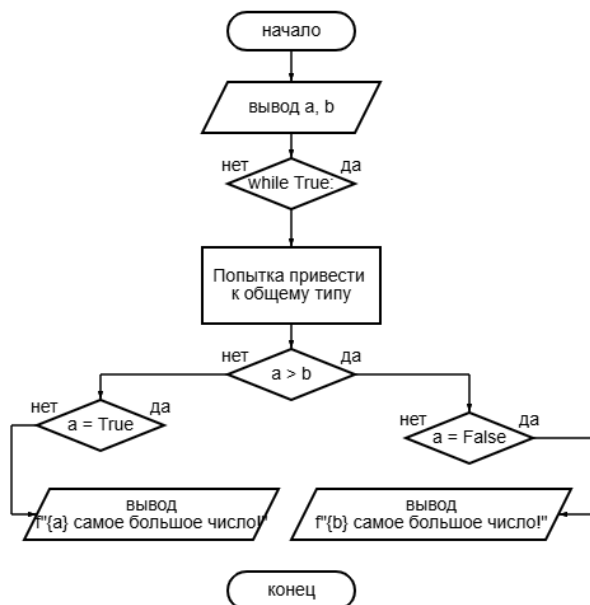 начало
вывод a, b
нет
да
while True:
Попытка привести
к общему типу
нет
да
a > b
нет
да
a = True
нет
да
a = False
вывод
f"{a} самое большое число!"
вывод
f"{b} самое большое число!"
конец